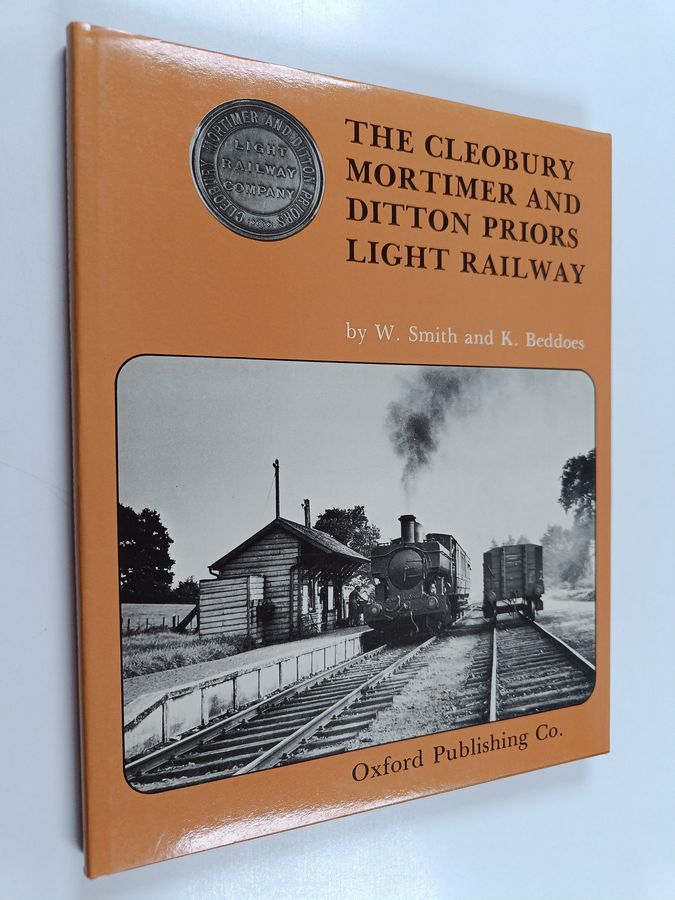 CLEOBURY MORTIMER AND DITTON PRIORS
LIGHT
RAILWAY
COMPANY
THE CLEOBURY
MORTIMER AND
DITTON PRIORS
LIGHT RAILWAY
by W. Smith and K. Beddoes
Oxford Publishing Co.